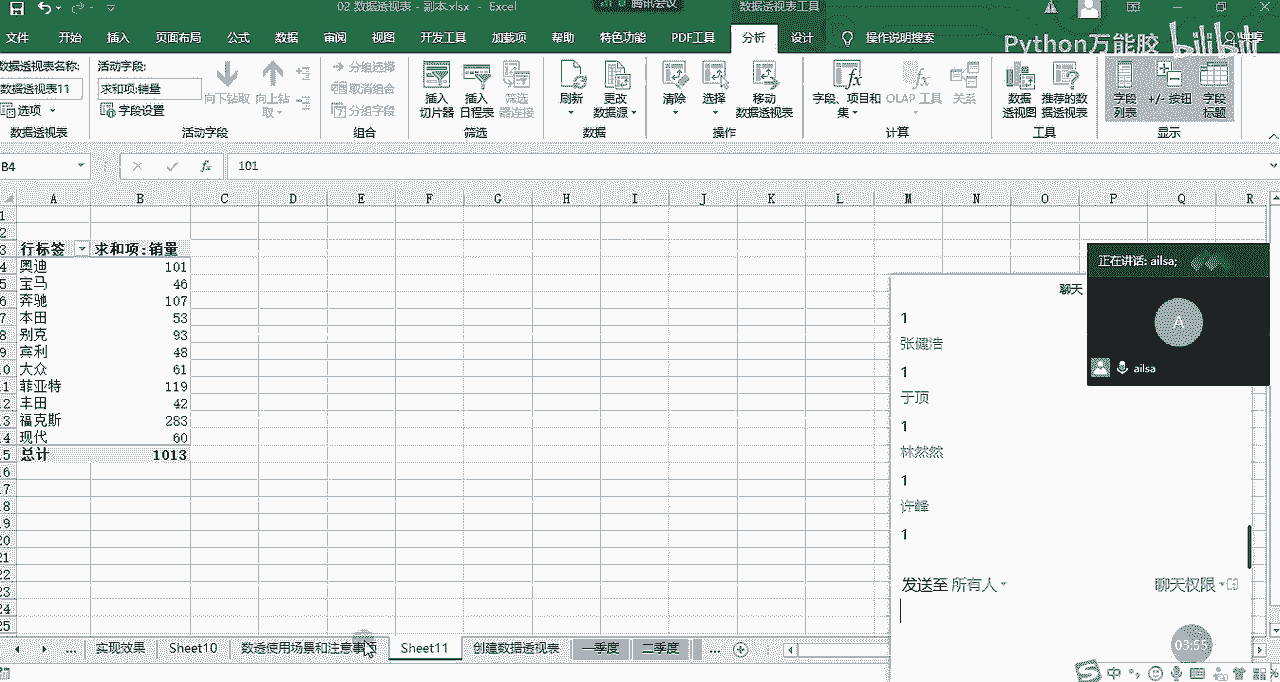 02 数据透视表 - 副本.xlsx - Excel
腾讯会议
数据透视表工具
文件 开始 插入 页面布局 公式 数据 审阅 视图 开发工具 帮助 特色功能 PDF工具 分析 设计 操作说明搜索
Python万能胶 bilibili
数据透视表名称:
数据透视表11
选项
数据透视表
活动字段:
求和项:销量
字段设置
向下钻取 向上钻取
活动字段
分组选择
取消组合
分组字段
组合
插入切片器
插入日程表
筛选器连接
筛选
刷新
更改数据源
数据
清除
选择
移动数据透视表
操作
字段、项目和集
OLAP 工具
关系
计算
数据透视图
推荐的数据透视表
工具
字段列表
+/- 按钮
字段标题
显示
B4
fx
101
A B C D E F G H I J K L M N O P Q R
行标签 求和项:销量
奥迪 101
宝马 46
奔驰 107
本田 53
别克 93
宾利 48
大众 61
菲亚特 119
丰田 42
福克斯 283
现代 60
总计 1013
聊天
1
张健浩
1
于顶
1
林然然
1
许峰
1
发送至 所有人
聊天权限
正在讲话: ailsa;
A
ailsa
03:55
... 实现效果 Sheet10 数透使用场景和注意事项 Sheet11 创建数据透视表 一季度 二季度 ...
中